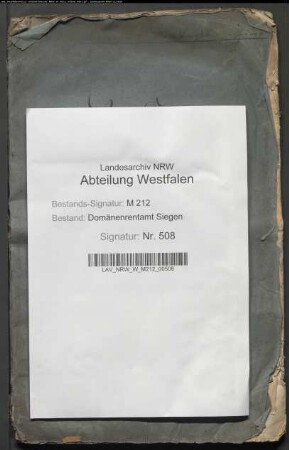 Landesarchiv NRW
Abteilung Westfalen
Bestands-Signatur: M 212
Bestand: Domänenrentamt Siegen
Signatur: Nr. 508
LAV_NRW_W_M212_00508